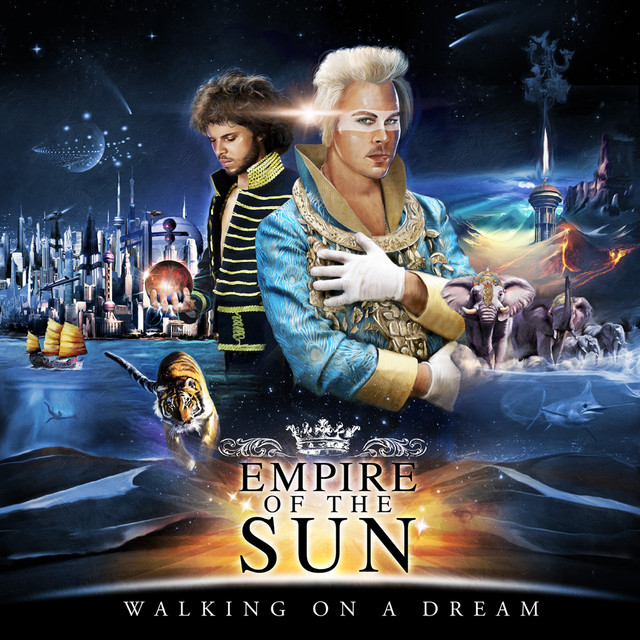 EMPIRE
OF THE
SUN
WALKING ON A DREAM